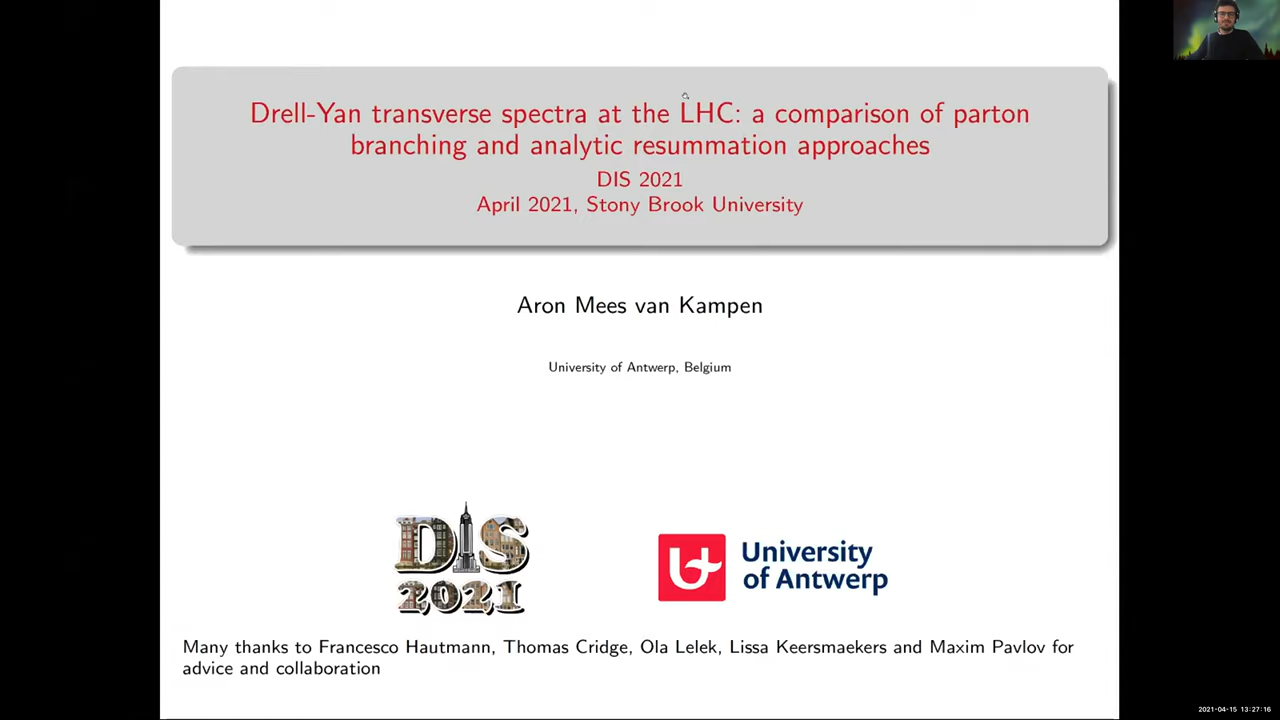 Drell-Yan transverse spectra at the LHC: a comparison of parton
branching and analytic resummation approaches
DIS 2021
April 2021, Stony Brook University
Aron Mees van Kampen
University of Antwerp, Belgium
DIS
2021
University
of Antwerp
Many thanks to Francesco Hautmann, Thomas Cridge, Ola Lelek, Lissa Keersmaekers and Maxim Pavlov for
advice and collaboration
2021-04-15 13:27:16